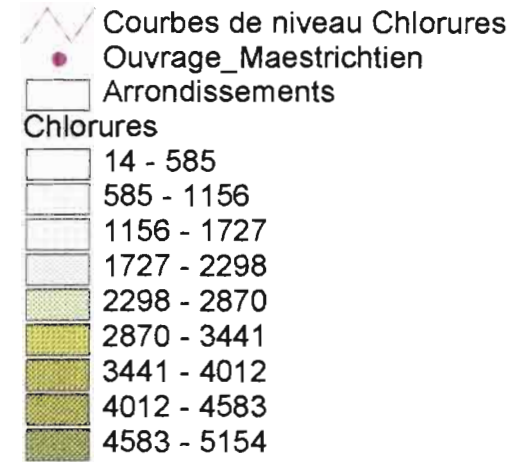 Courbes de niveau Chlorures
Ouvrage_Maestrichtien
Arrondissements
Chlorures
14 - 585
585 - 1156
1156 - 1727
1727 - 2298
2298 - 2870
2870 - 3441
3441 - 4012
4012 - 4583
4583 - 5154